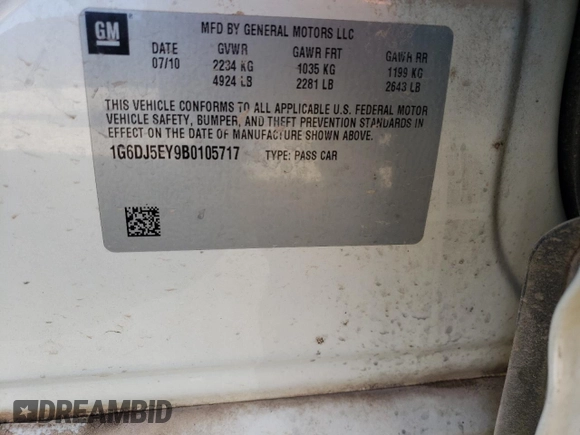 GM
MFD BY GENERAL MOTORS LLC
DATE GVWR GAWR FRT GAWR RR
07/10 2234 KG 1035 KG 1199 KG
4924 LB 2281 LB 2643 LB
THIS VEHICLE CONFORMS TO ALL APPLICABLE U.S. FEDERAL MOTOR
VEHICLE SAFETY, BUMPER, AND THEFT PREVENTION STANDARDS IN
EFFECT ON THE DATE OF MANUFACTURE SHOWN ABOVE.
1G6DJ5EY9B0105717 TYPE: PASS CAR
DREAMBID